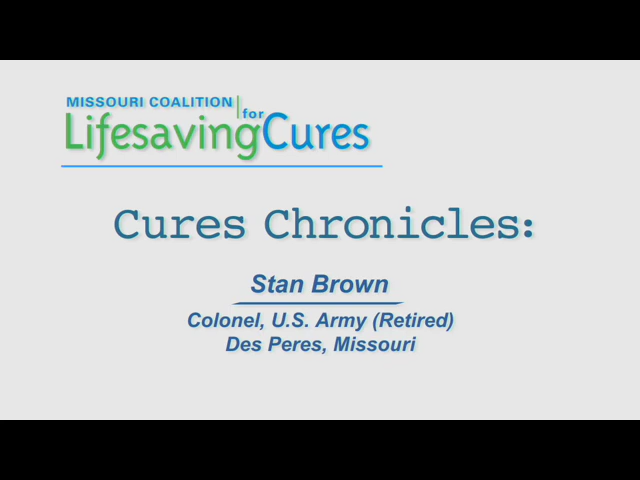 MISSOURI COALITION for
LifesavingCures
Cures Chronicles:
Stan Brown
Colonel, U.S. Army (Retired)
Des Peres, Missouri